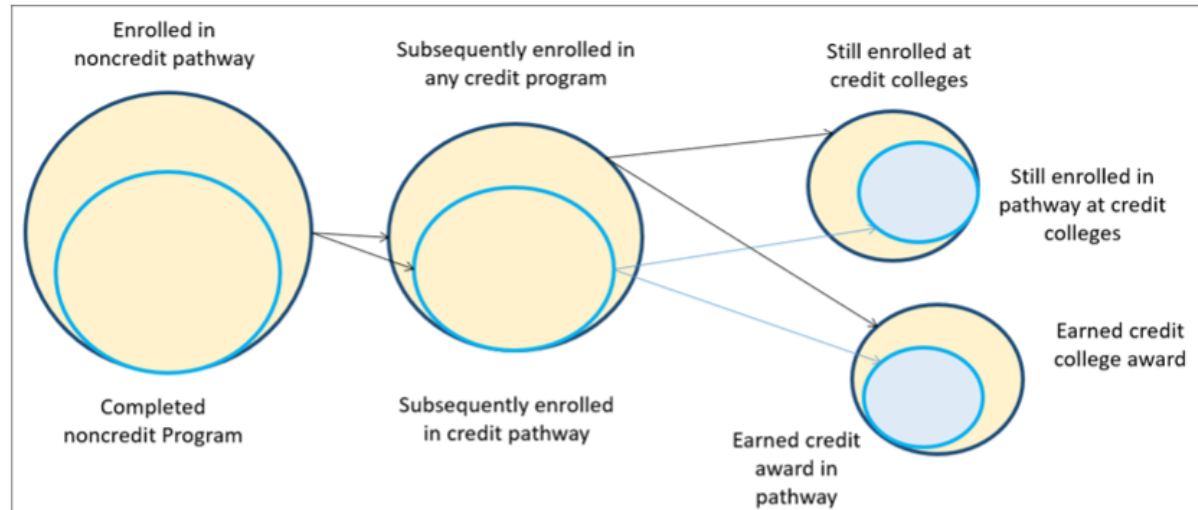 Enrolled in
noncredit pathway
Subsequently enrolled in
any credit program
Still enrolled at
credit colleges
Still enrolled in
pathway at credit
colleges
Completed
noncredit Program
Subsequently enrolled
in credit pathway
Earned credit
college award
Earned credit
award in
pathway